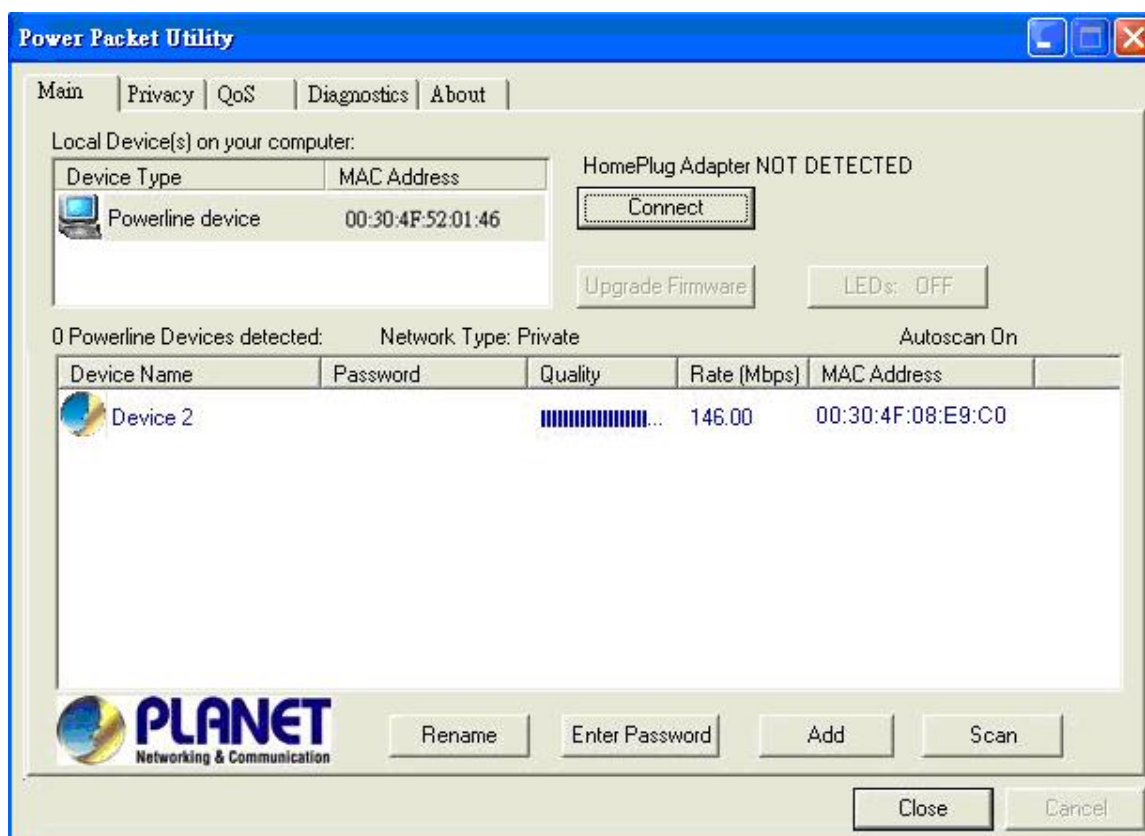 Power Packet Utility
Main Privacy QoS Diagnostics About
Local Device(s) on your computer:
Device Type MAC Address
Powerline device 00:30:4F:52:01:46
HomePlug Adapter NOT DETECTED
Connect
Upgrade Firmware LEDs: OFF
0 Powerline Devices detected: Network Type: Private Autoscan On
Device Name Password Quality Rate (Mbps) MAC Address
Device 2 ... 146.00 00:30:4F:08:E9:C0
PLANET
Networking & Communication
Rename Enter Password Add Scan
Close Cancel